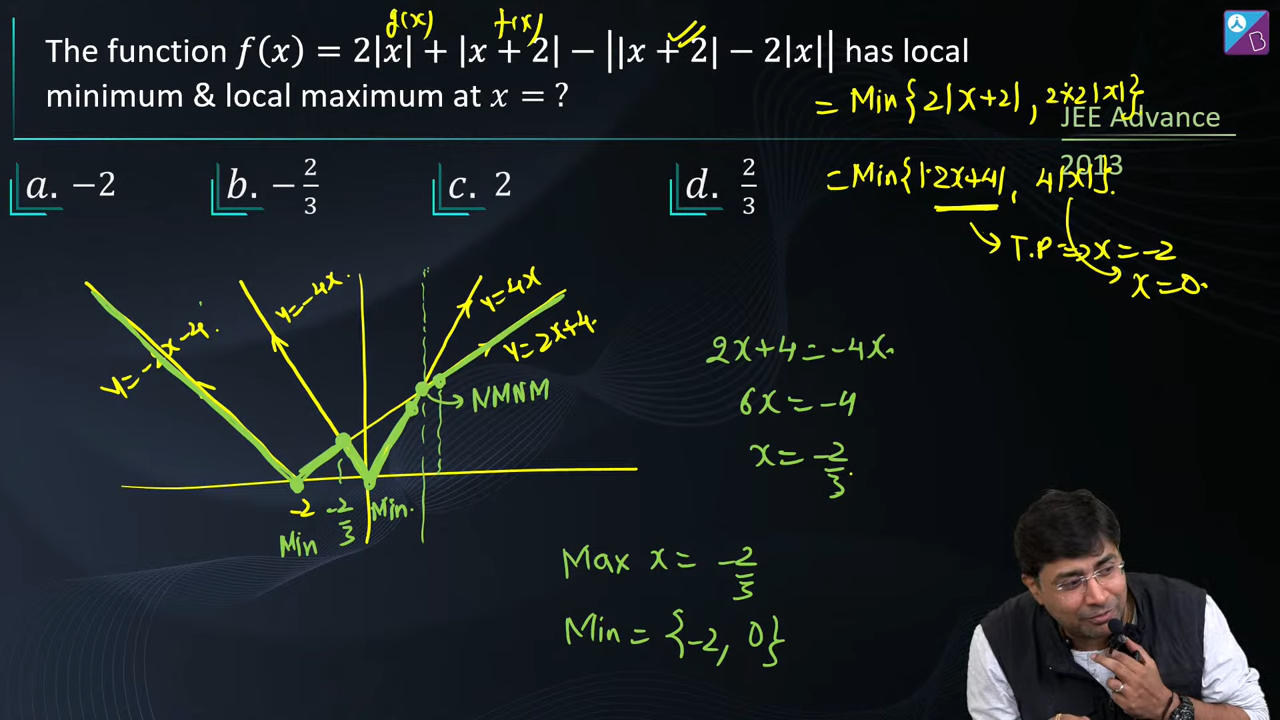 g(x) f(x)
The function f(x) = 2|x| + |x + 2| − ||x + 2| − 2|x|| has local
minimum & local maximum at x = ?
= Min{2|x+2|, 2×2|x|}
JEE Advance
2013
= Min{|2x+4|, 4|x|}.
a. −2
b. −2/3
c. 2
d. 2/3
T.P = x = −2
x = 0.
y = −4x.
y = 4x
y = 2x+4.
NMNM
2x+4 = −4x.
6x = −4
x = −2/3.
−2
−2/3
Min.
Min
Max x = −2/3
Min = {−2, 0}
B